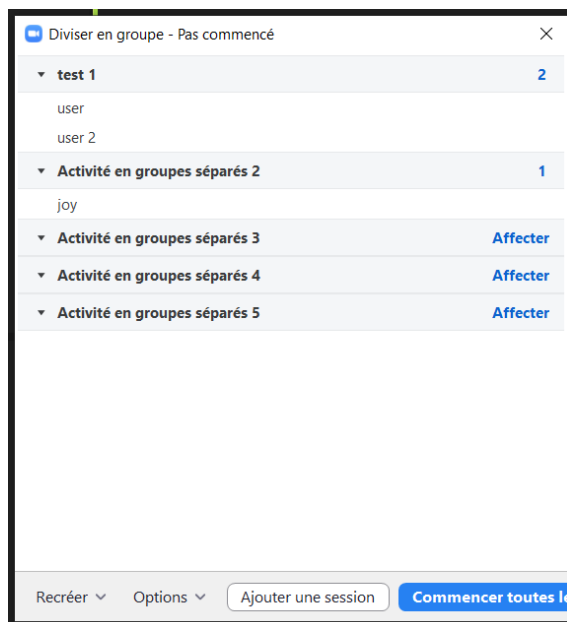 Diviser en groupe - Pas commencé
test 1 2
user
user 2
Activité en groupes séparés 2 1
joy
Activité en groupes séparés 3 Affecter
Activité en groupes séparés 4 Affecter
Activité en groupes séparés 5 Affecter
Recréer Options Ajouter une session Commencer toutes le